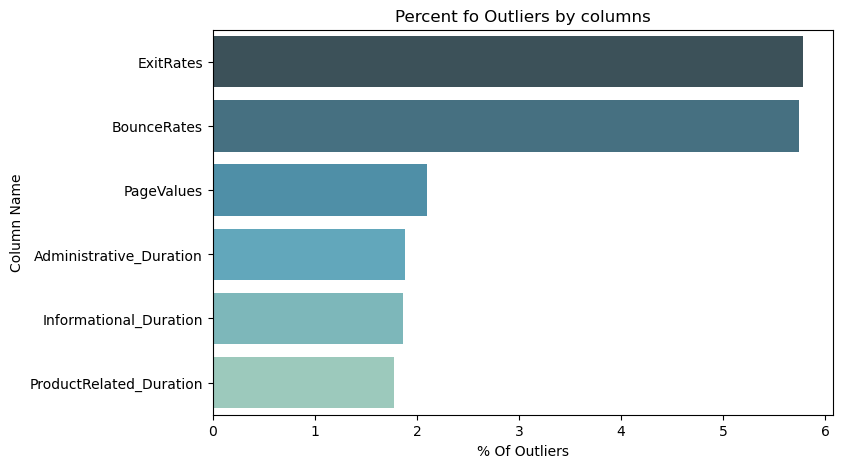 Percent fo Outliers by columns
Column Name
ExitRates
BounceRates
PageValues
Administrative_Duration
Informational_Duration
ProductRelated_Duration
0 1 2 3 4 5 6
% Of Outliers